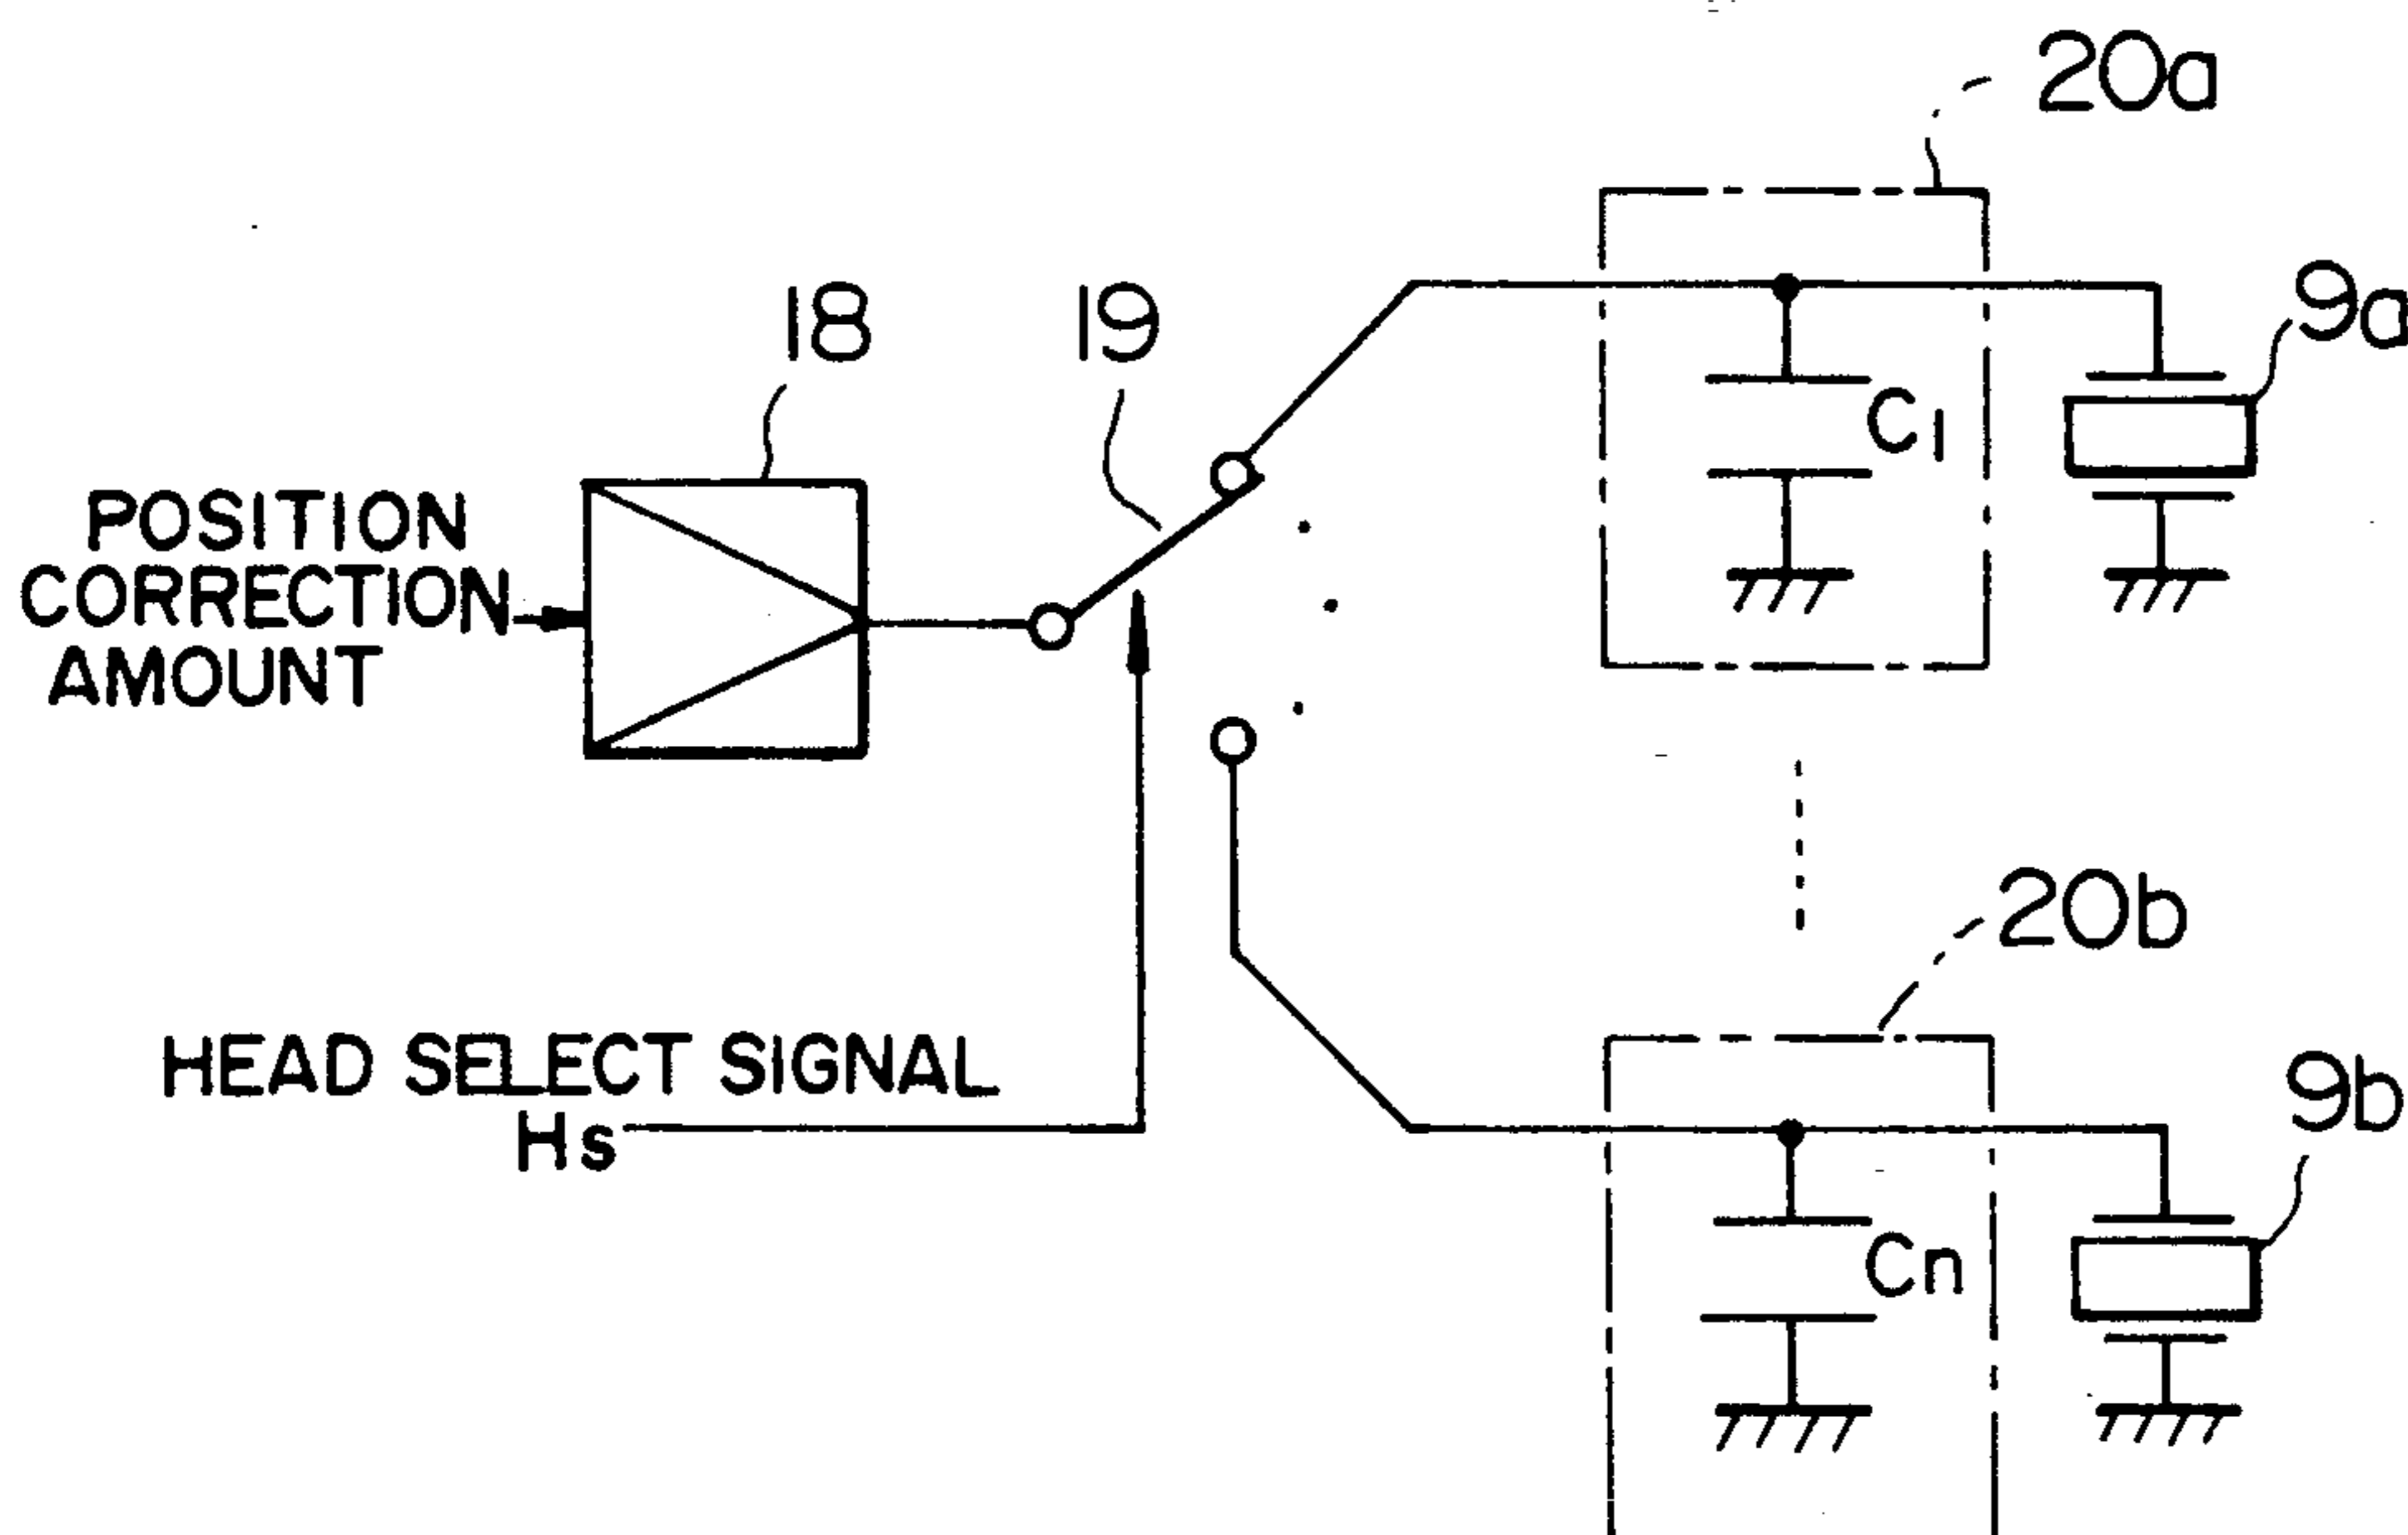 20a
18
19
9a
C1
POSITION
CORRECTION
AMOUNT
20b
HEAD SELECT SIGNAL
Hs
9b
Cn